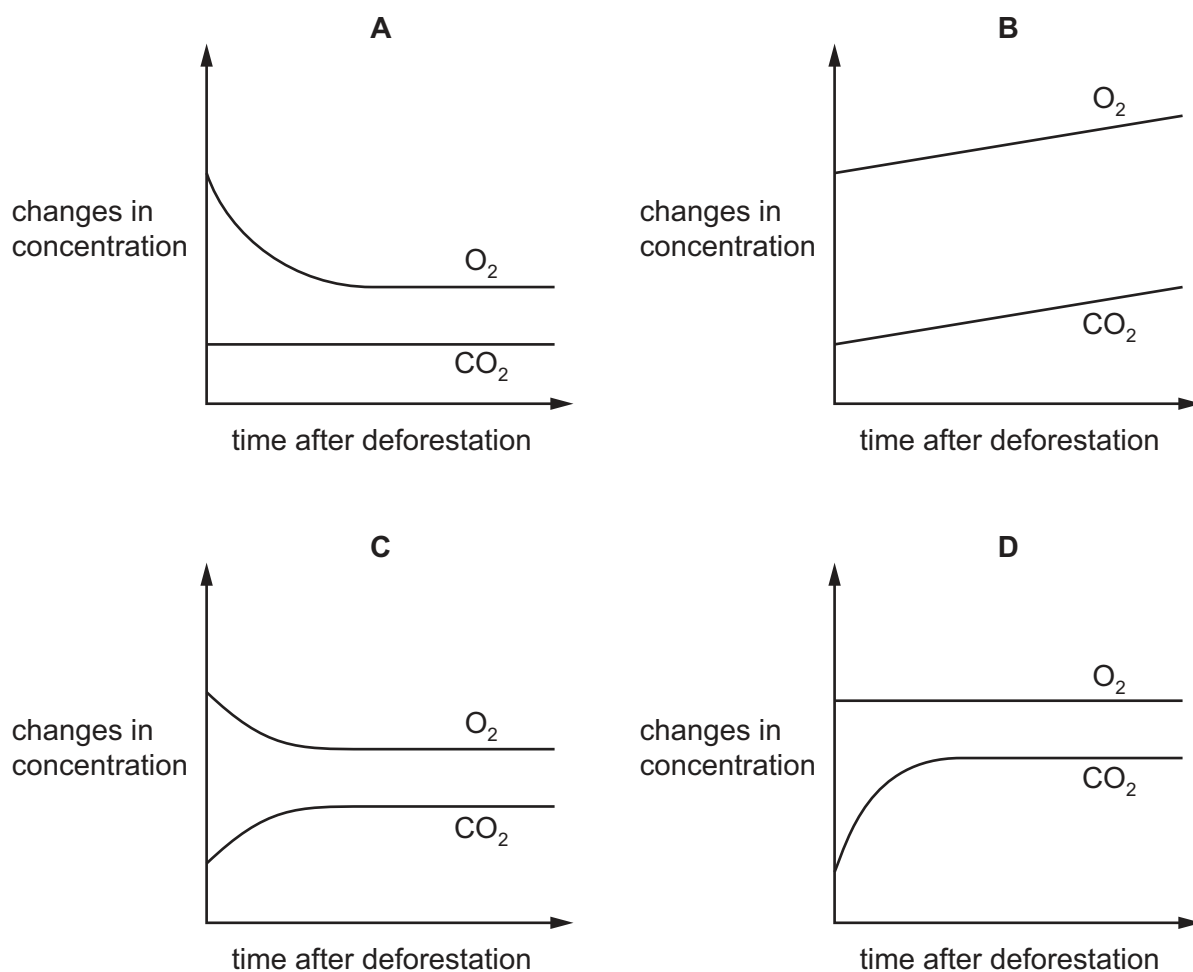 A
changes in
concentration
O₂
CO₂
time after deforestation
B
changes in
concentration
O₂
CO₂
time after deforestation
C
changes in
concentration
O₂
CO₂
time after deforestation
D
changes in
concentration
O₂
CO₂
time after deforestation